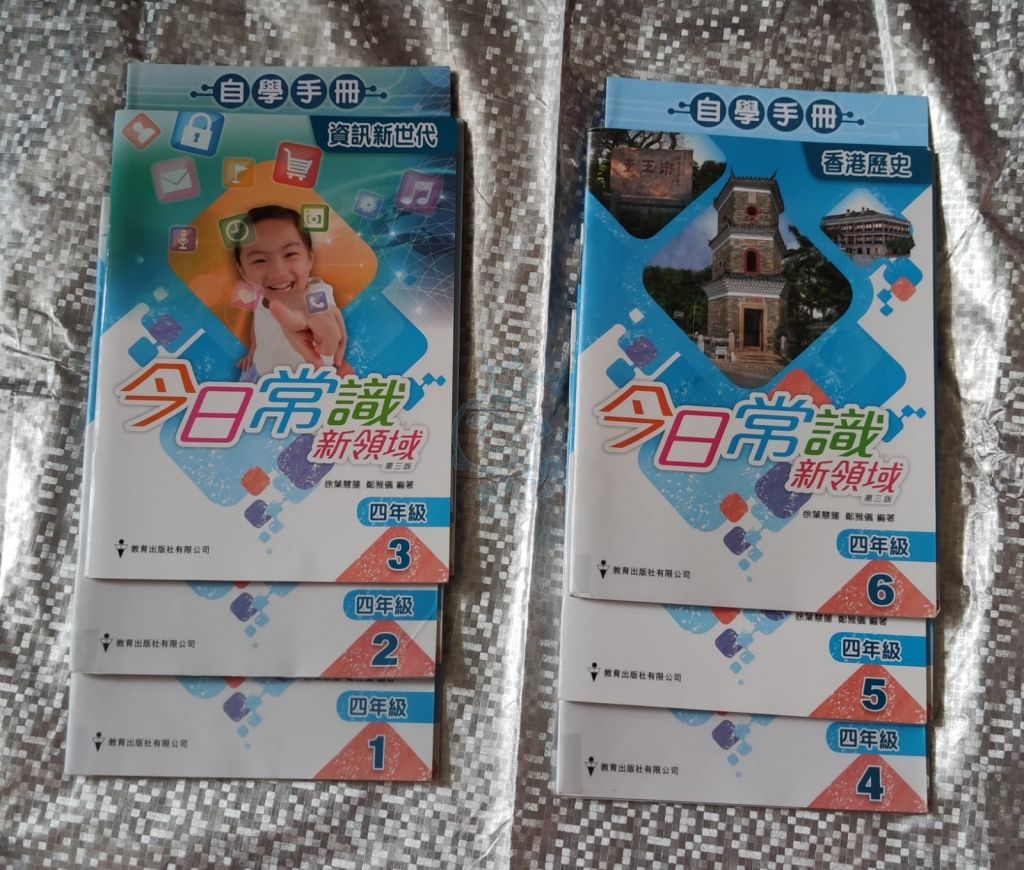 自學手冊
資訊新世代
今日常識
新領域
第三版
徐葉慧蓮 鄭雅儀 編著
四年級
3
教育出版社有限公司
四年級
2
教育出版社有限公司
四年級
1
教育出版社有限公司
自學手冊
香港歷史
宋王臺
今日常識
新領域
第三版
徐葉慧蓮 鄭雅儀 編著
四年級
6
教育出版社有限公司
徐葉慧蓮 鄭雅儀 編著
四年級
5
教育出版社有限公司
四年級
4
教育出版社有限公司